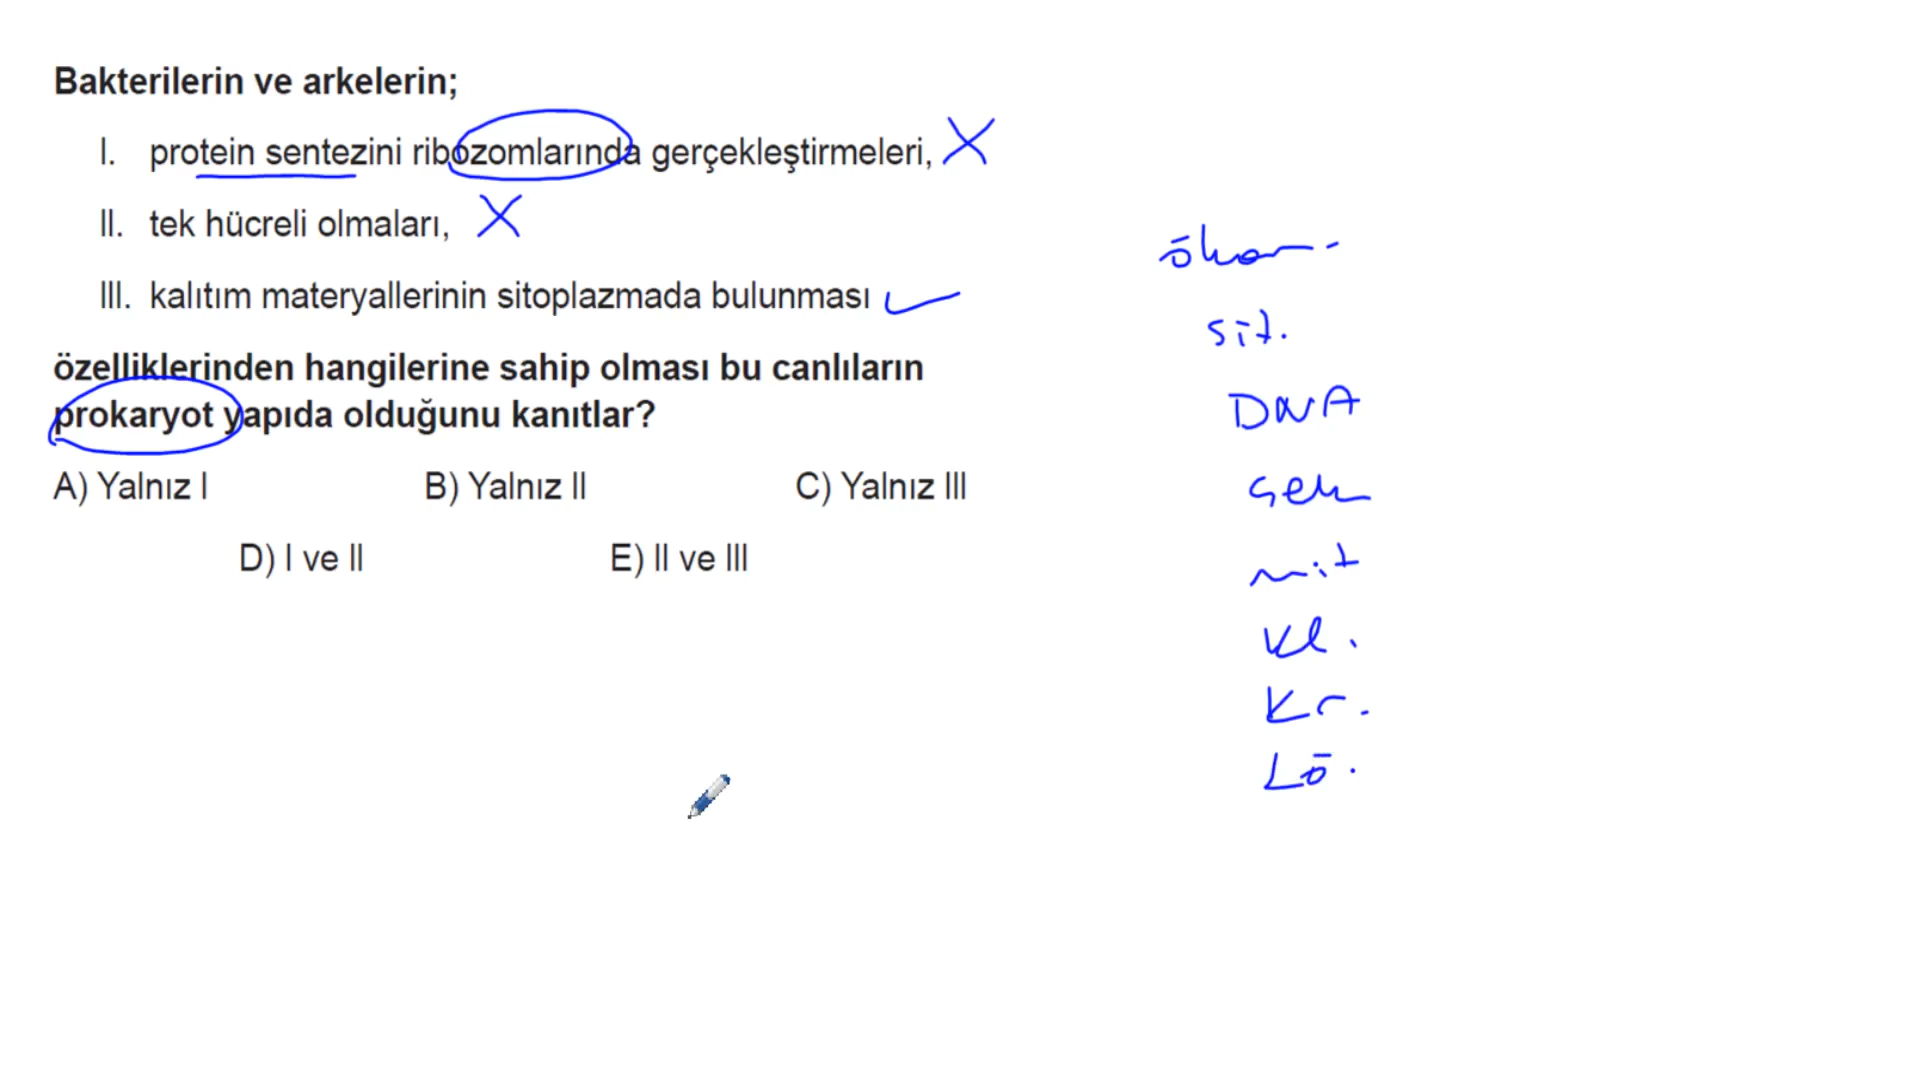 Bakterilerin ve arkelerin;
I. protein sentezini ribozomlarında gerçekleştirmeleri,
II. tek hücreli olmaları,
III. kalıtım materyallerinin sitoplazmada bulunması
özelliklerinden hangilerine sahip olması bu canlıların
prokaryot yapıda olduğunu kanıtlar?
A) Yalnız I B) Yalnız II C) Yalnız III
D) I ve II E) II ve III
sit.
DNA
mit
Kl.
Kr.
Lö.